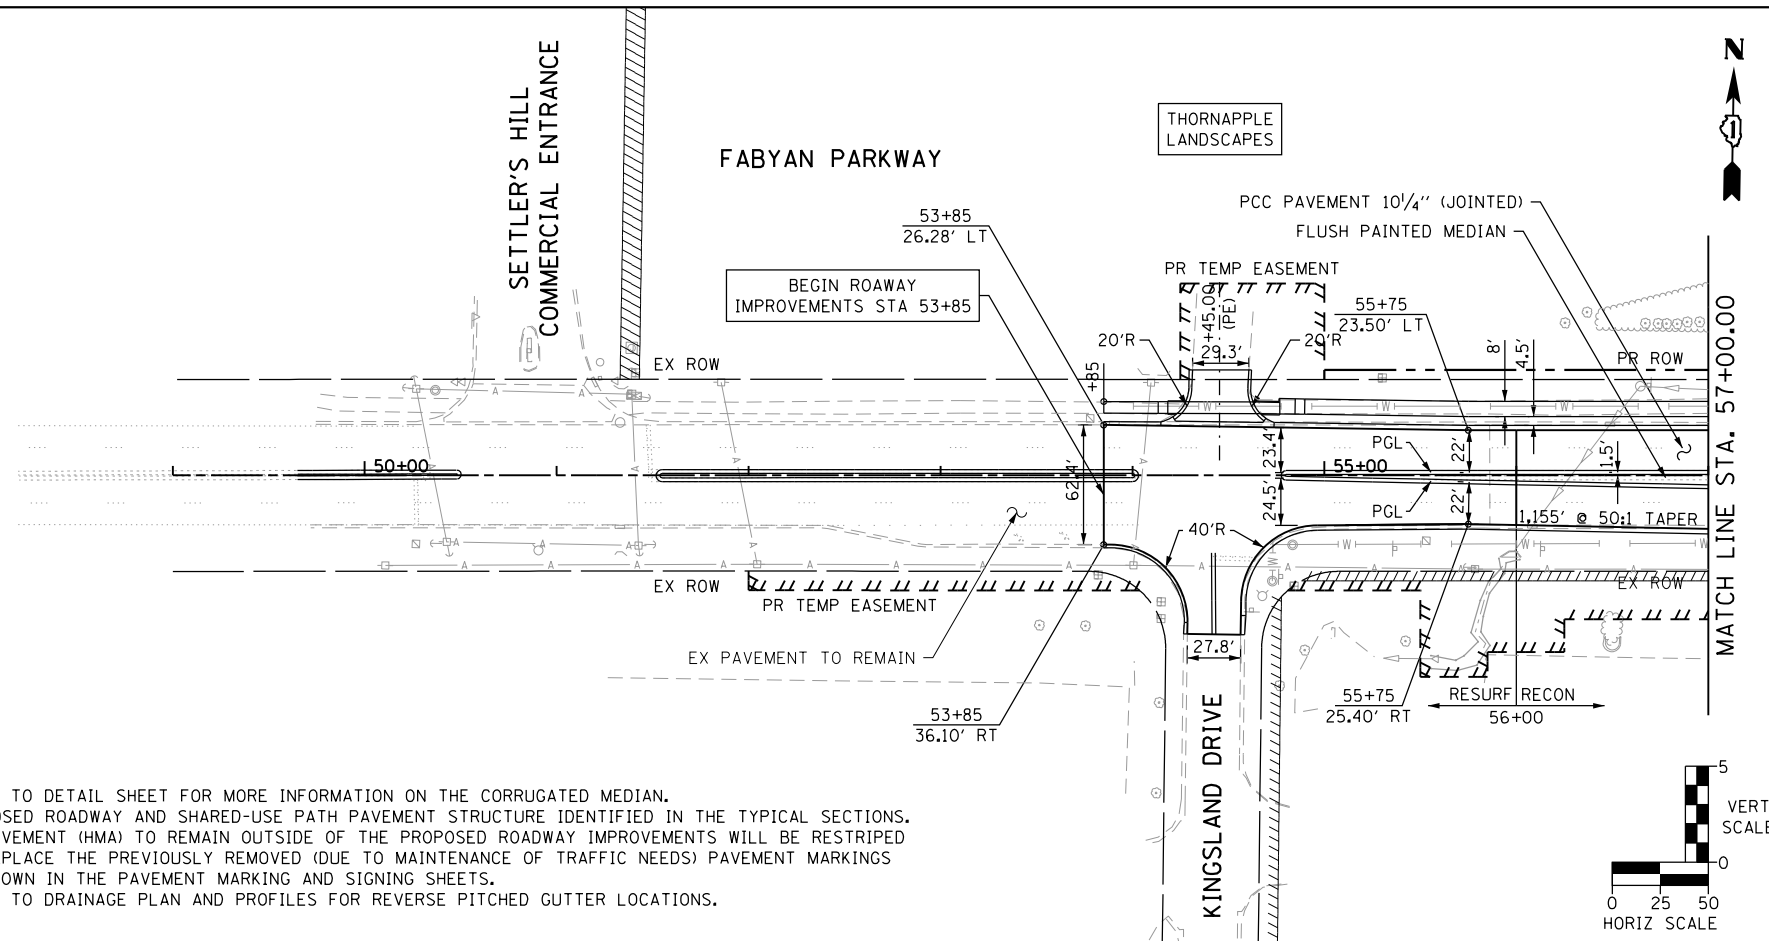 SETTLER'S HILL
COMMERCIAL ENTRANCE
FABYAN PARKWAY
THORNAPPLE
LANDSCAPES
N
1
PCC PAVEMENT 10 1/4" (JOINTED)
FLUSH PAINTED MEDIAN
53+85
26.28' LT
BEGIN ROAWAY
IMPROVEMENTS STA 53+85
PR TEMP EASEMENT
+45.00
(PE)
55+75
23.50' LT
20'R
29.3'
20'R
8'
4.5'
EX ROW
PR ROW
+85
MATCH LINE STA. 57+00.00
50+00
62.4'
23.4'
24.5'
55+00
PGL
PGL
22'
22'
1.5'
1,155' @ 50:1 TAPER
40'R
EX ROW
EX ROW
PR TEMP EASEMENT
EX PAVEMENT TO REMAIN
27.8'
53+85
36.10' RT
55+75
25.40' RT
RESURF RECON
56+00
KINGSLAND DRIVE
TO DETAIL SHEET FOR MORE INFORMATION ON THE CORRUGATED MEDIAN.
OSED ROADWAY AND SHARED-USE PATH PAVEMENT STRUCTURE IDENTIFIED IN THE TYPICAL SECTIONS.
VEMENT (HMA) TO REMAIN OUTSIDE OF THE PROPOSED ROADWAY IMPROVEMENTS WILL BE RESTRIPED
PLACE THE PREVIOUSLY REMOVED (DUE TO MAINTENANCE OF TRAFFIC NEEDS) PAVEMENT MARKINGS
OWN IN THE PAVEMENT MARKING AND SIGNING SHEETS.
TO DRAINAGE PLAN AND PROFILES FOR REVERSE PITCHED GUTTER LOCATIONS.
5
VERT
SCALE
0
0 25 50
HORIZ SCALE